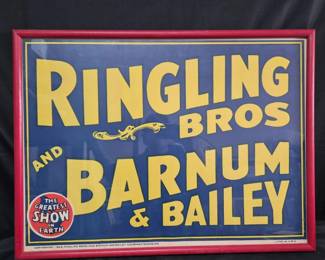 RINGLING
BROS
AND
BARNUM
& BAILEY
THE
GREATEST
SHOW
ON
EARTH